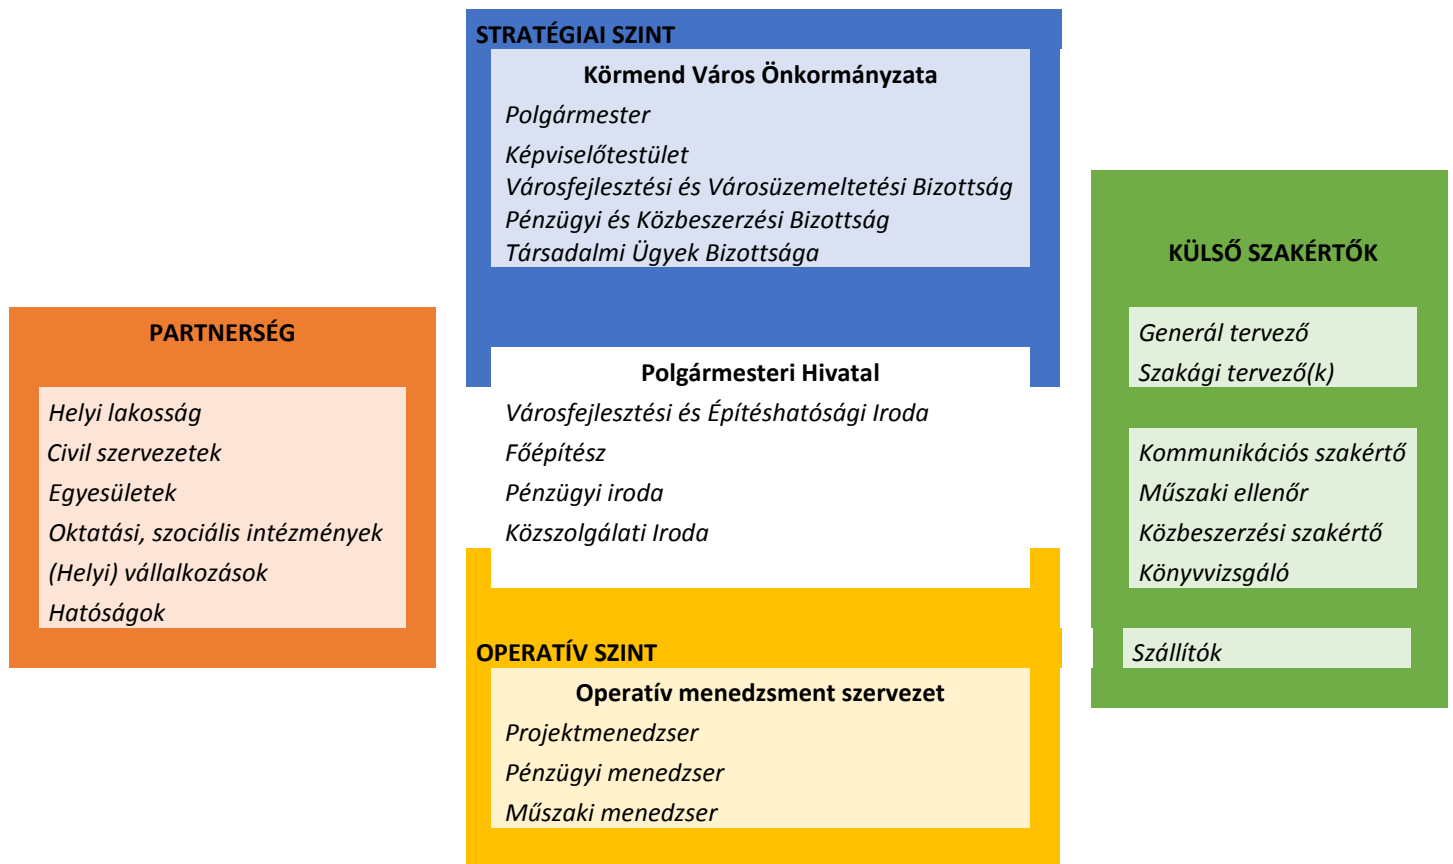 STRATÉGIAI SZINT
Körmend Város Önkormányzata
Polgármester
Képviselőtestület
Városfejlesztési és Városüzemeltetési Bizottság
Pénzügyi és Közbeszerzési Bizottság
Társadalmi Ügyek Bizottsága
PARTNERSÉG
Helyi lakosság
Civil szervezetek
Egyesületek
Oktatási, szociális intézmények
(Helyi) vállalkozások
Hatóságok
Polgármesteri Hivatal
Városfejlesztési és Építéshatósági Iroda
Főépítész
Pénzügyi iroda
Közszolgálati Iroda
OPERATÍV SZINT
Operatív menedzsment szervezet
Projektmenedzser
Pénzügyi menedzser
Műszaki menedzser
KÜLSŐ SZAKÉRTŐK
Generál tervező
Szakági tervező(k)
Kommunikációs szakértő
Műszaki ellenőr
Közbeszerzési szakértő
Könyvvizsgáló
Szállítók